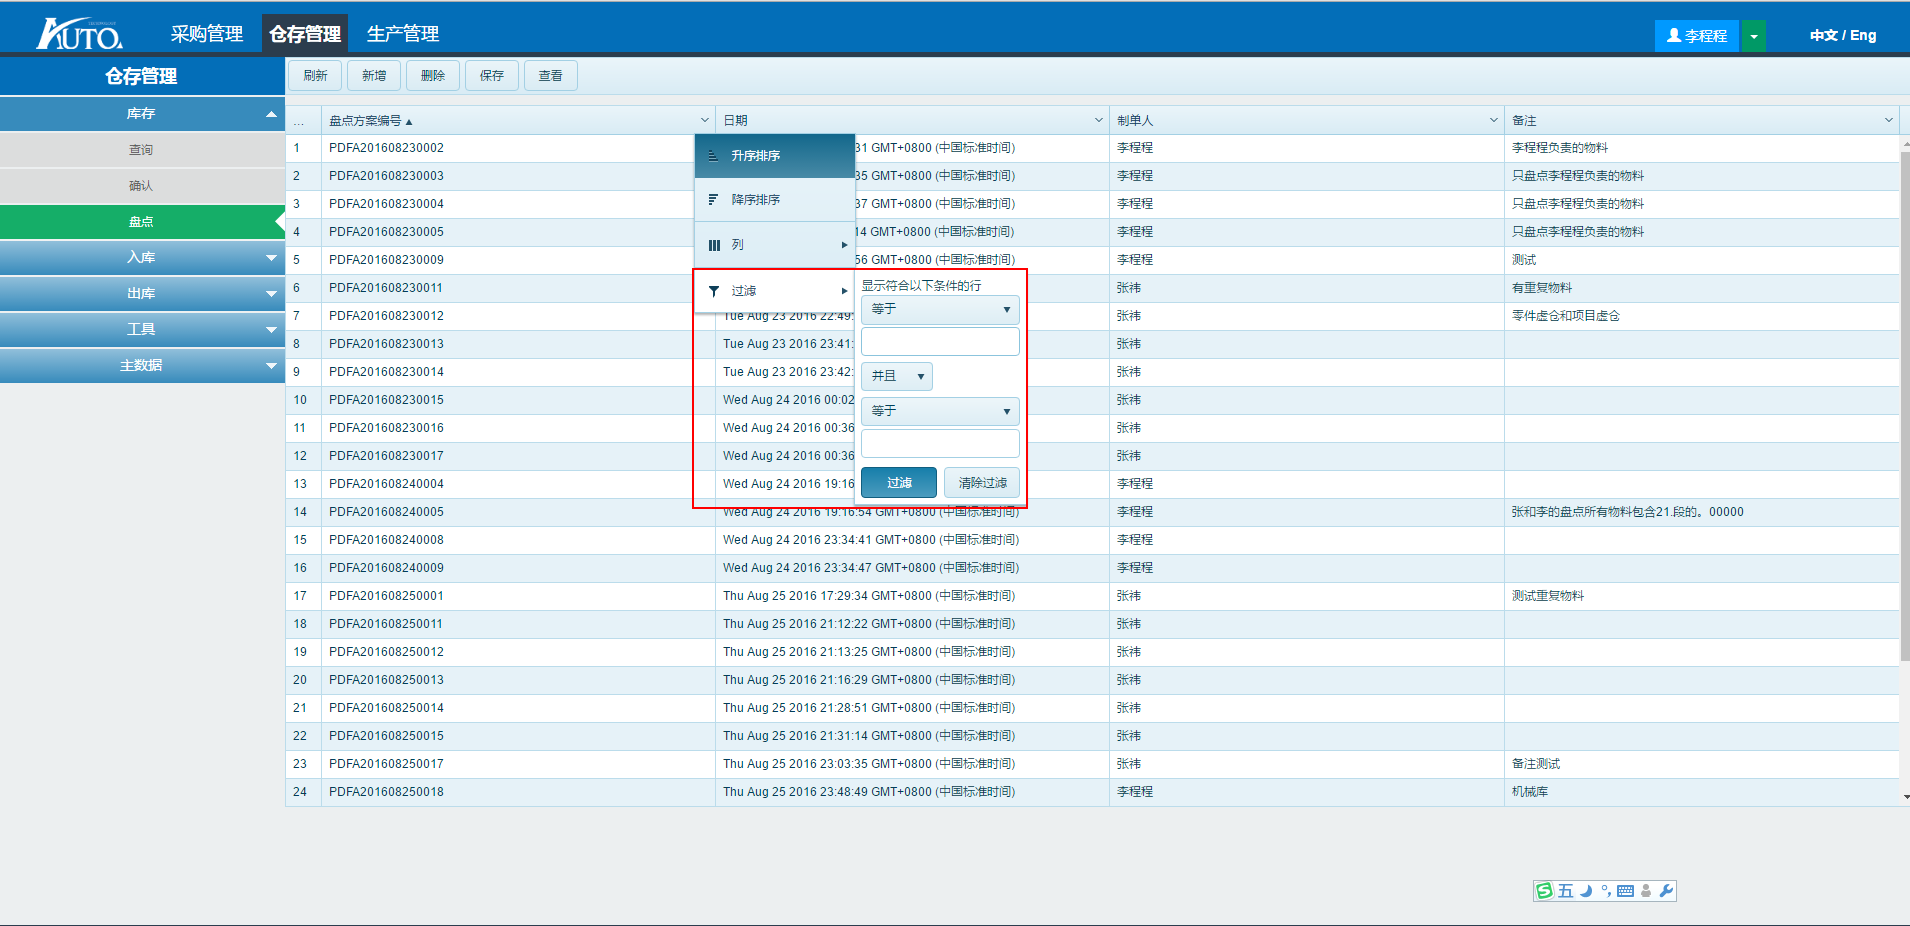 AUTO
采购管理
仓存管理
生产管理
李程程
中文 / Eng
仓存管理
刷新
新增
删除
保存
查看
库存
查询
确认
盘点
入库
出库
工具
主数据
... 盘点方案编号 日期 制单人 备注
1 PDFA201608230002 31 GMT+0800 (中国标准时间) 李程程 李程程负责的物料
2 PDFA201608230003 35 GMT+0800 (中国标准时间) 李程程 只盘点李程程负责的物料
3 PDFA201608230004 37 GMT+0800 (中国标准时间) 李程程 只盘点李程程负责的物料
4 PDFA201608230005 14 GMT+0800 (中国标准时间) 李程程 只盘点李程程负责的物料
5 PDFA201608230009 56 GMT+0800 (中国标准时间) 李程程 测试
6 PDFA201608230011 张祎 有重复物料
7 PDFA201608230012 Tue Aug 23 2016 22:49: 张祎 零件虚仓和项目虚仓
8 PDFA201608230013 Tue Aug 23 2016 23:41: 张祎
9 PDFA201608230014 Tue Aug 23 2016 23:42: 张祎
10 PDFA201608230015 Wed Aug 24 2016 00:02 张祎
11 PDFA201608230016 Wed Aug 24 2016 00:36 张祎
12 PDFA201608230017 Wed Aug 24 2016 00:36 张祎
13 PDFA201608240004 Wed Aug 24 2016 19:16 李程程
14 PDFA201608240005 Wed Aug 24 2016 19:16:54 GMT+0800 (中国标准时间) 李程程 张和李的盘点所有物料包含21.段的。00000
15 PDFA201608240008 Wed Aug 24 2016 23:34:41 GMT+0800 (中国标准时间) 李程程
16 PDFA201608240009 Wed Aug 24 2016 23:34:47 GMT+0800 (中国标准时间) 李程程
17 PDFA201608250001 Thu Aug 25 2016 17:29:34 GMT+0800 (中国标准时间) 张祎 测试重复物料
18 PDFA201608250011 Thu Aug 25 2016 21:12:22 GMT+0800 (中国标准时间) 张祎
19 PDFA201608250012 Thu Aug 25 2016 21:13:25 GMT+0800 (中国标准时间) 张祎
20 PDFA201608250013 Thu Aug 25 2016 21:16:29 GMT+0800 (中国标准时间) 张祎
21 PDFA201608250014 Thu Aug 25 2016 21:28:51 GMT+0800 (中国标准时间) 张祎
22 PDFA201608250015 Thu Aug 25 2016 21:31:14 GMT+0800 (中国标准时间) 张祎
23 PDFA201608250017 Thu Aug 25 2016 23:03:35 GMT+0800 (中国标准时间) 张祎 备注测试
24 PDFA201608250018 Thu Aug 25 2016 23:48:49 GMT+0800 (中国标准时间) 李程程 机械库
升序排序
降序排序
列
过滤
显示符合以下条件的行
等于
并且
等于
过滤
清除过滤
五